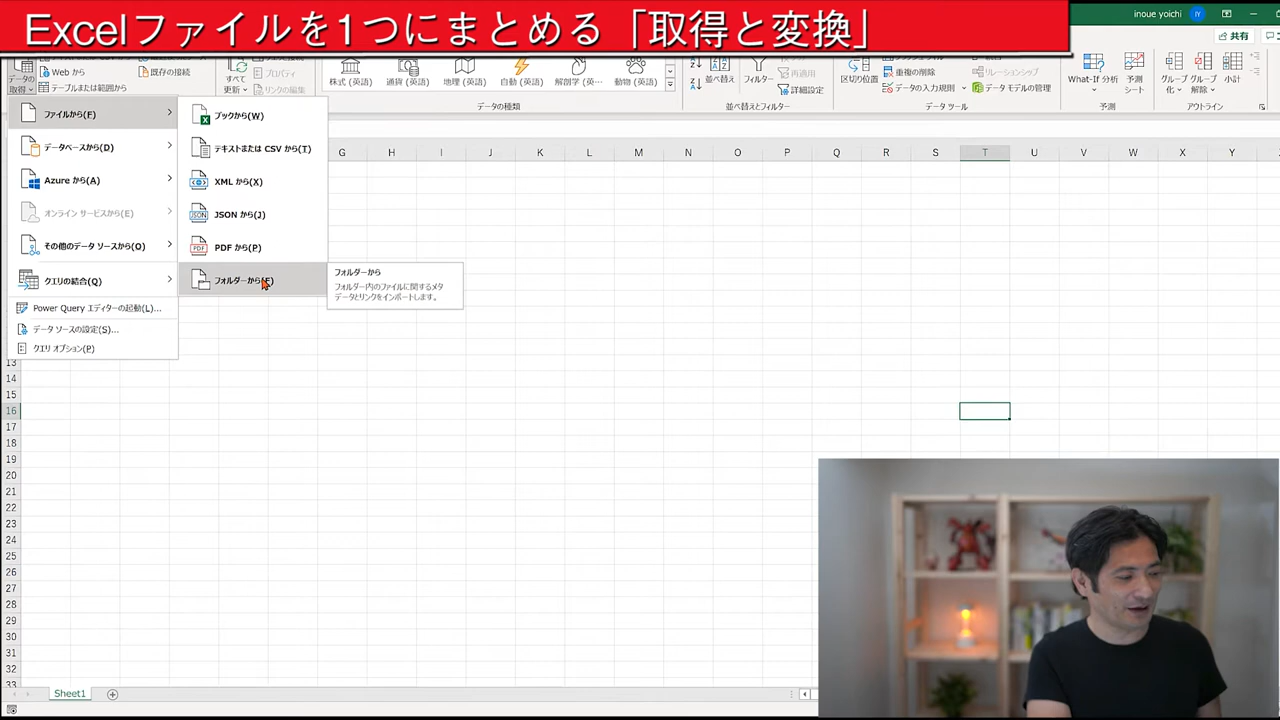 Excelファイルを1つにまとめる「取得と変換」
inoue yoichi
IY
共有
データの
取得
Web から
テーブルまたは範囲から
既存の接続
すべて
更新
プロパティ
リンクの編集
株式 (英語)
通貨 (英語)
地理 (英語)
自動 (英語)
解剖学 (英…
動物 (英語)
データの種類
並べ替え
フィルター
再適用
詳細設定
並べ替えとフィルター
区切り位置
重複の削除
データの入力規則
リレーションシップ
データ モデルの管理
データ ツール
What-If 分析
予測
シート
予測
グループ
化
グループ
解除
小計
アウトライン
ファイルから(F)
データベースから(D)
Azure から(A)
オンライン サービスから(E)
その他のデータ ソースから(O)
クエリの結合(Q)
Power Query エディターの起動(L)...
データ ソースの設定(S)...
クエリ オプション(P)
ブックから(W)
テキストまたは CSV から(T)
XML から(X)
JSON から(J)
PDF から(P)
フォルダーから(F)
フォルダーから
フォルダー内のファイルに関するメタ
データとリンクをインポートします。
G H I J K L M N O P Q R S T U V W X Y
13
14
15
16
17
18
19
20
21
22
23
24
25
26
27
28
29
30
31
32
33
Sheet1